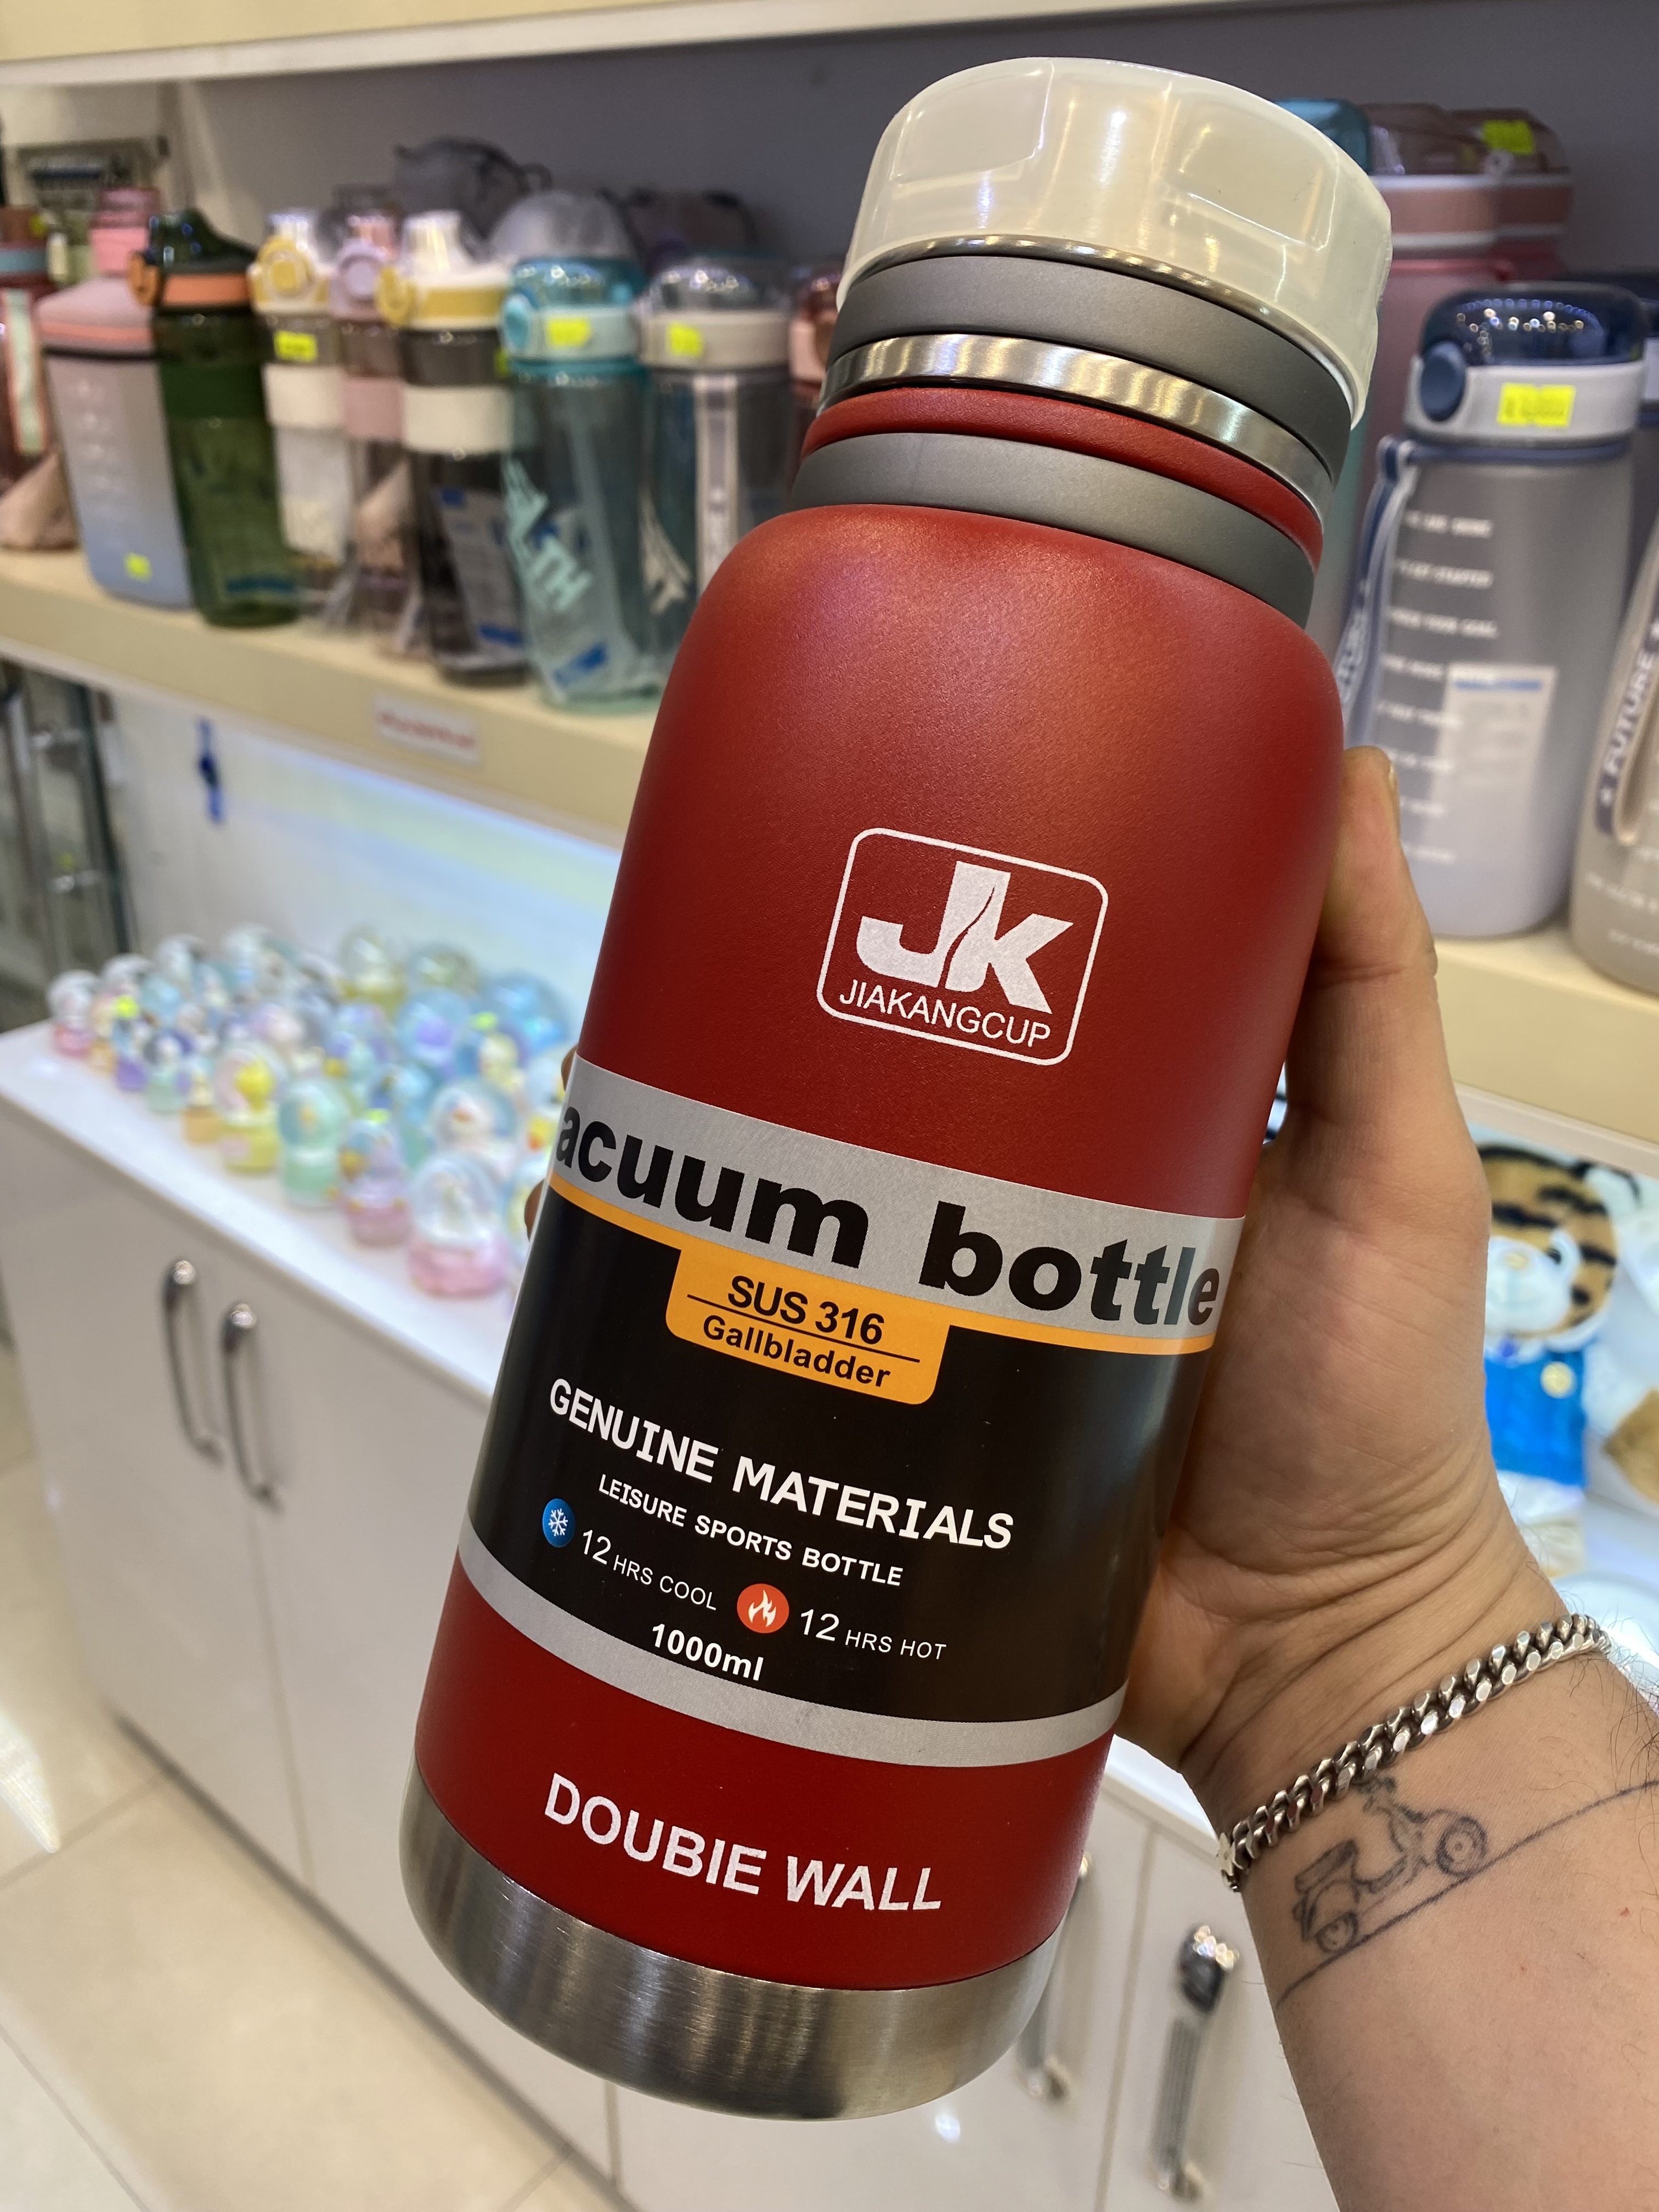 JK
JIAKANGCUP
acuum bottle
SUS 316
Gallbladder
GENUINE MATERIALS
LEISURE SPORTS BOTTLE
12 HRS COOL 12 HRS HOT
1000ml
DOUBIE WALL
FUTURE